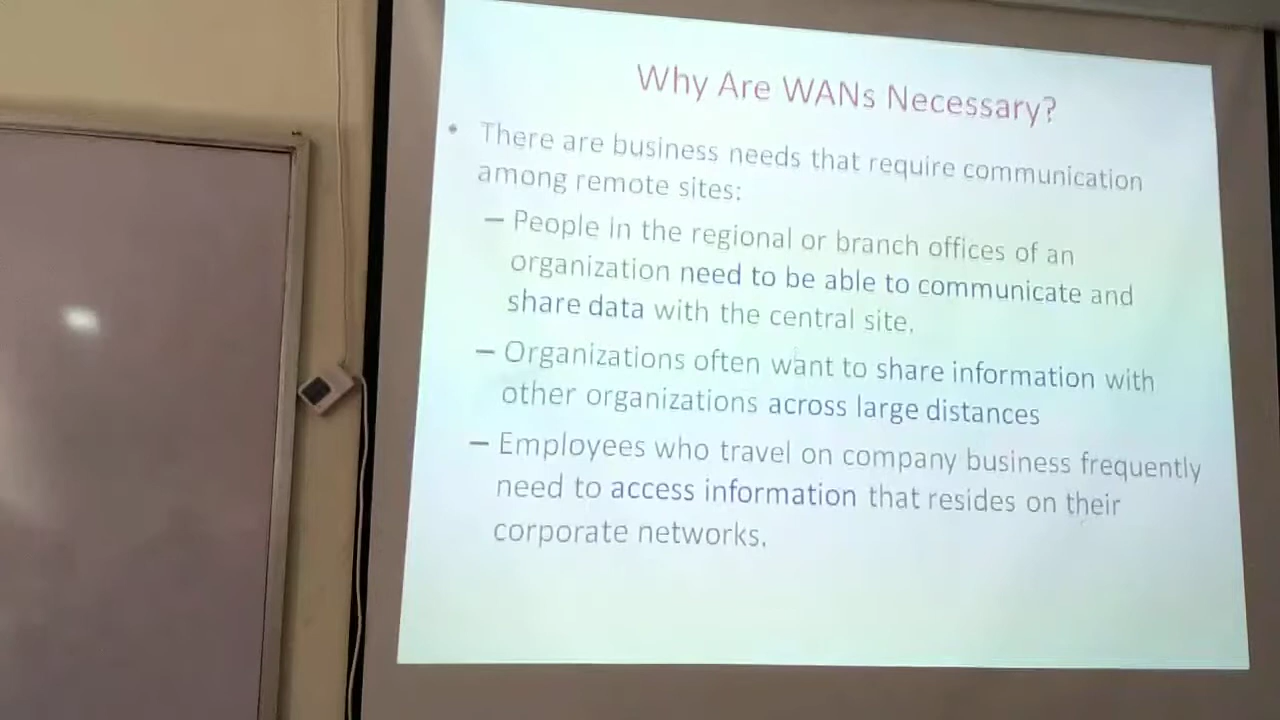 Why Are WANs Necessary?
• There are business needs that require communication
among remote sites:
– People in the regional or branch offices of an
organization need to be able to communicate and
share data with the central site.
– Organizations often want to share information with
other organizations across large distances
– Employees who travel on company business frequently
need to access information that resides on their
corporate networks.